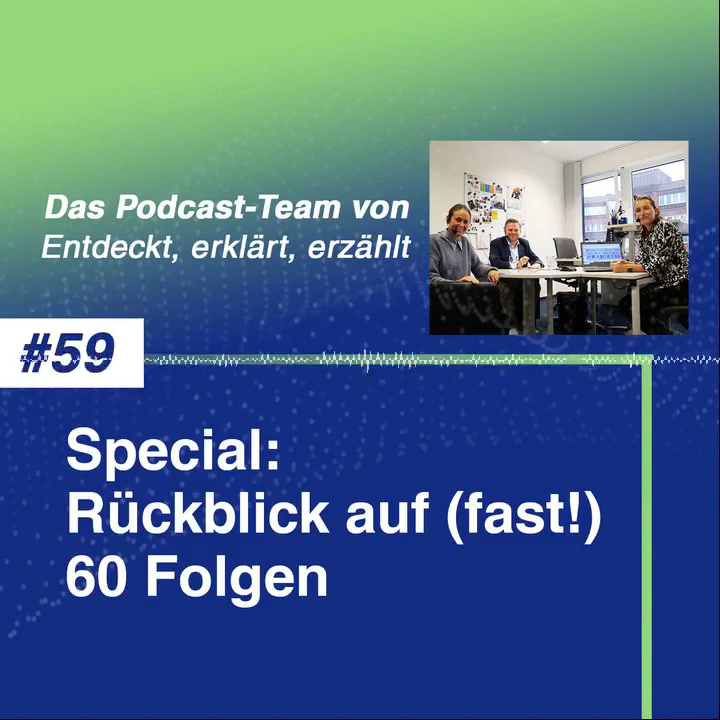 Das Podcast-Team von
Entdeckt, erklärt, erzählt
#59
Special:
Rückblick auf (fast!)
60 Folgen